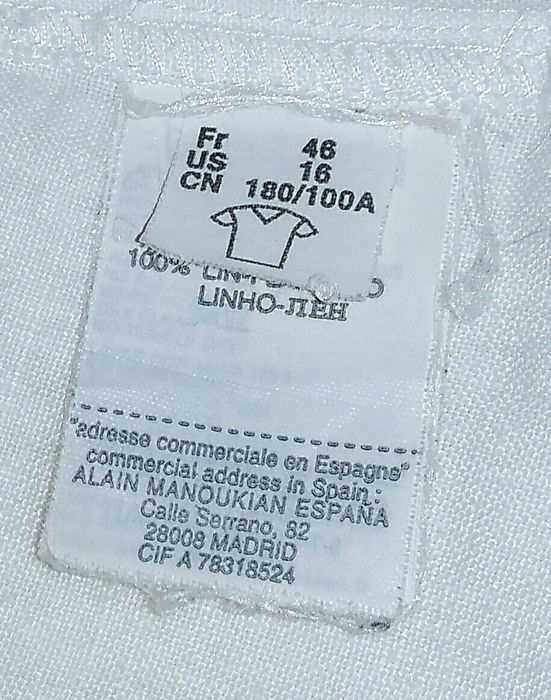 Fr 46
US 16
CN 180/100A
100% LIN-
LINHO-ЛЕН
"adresse commerciale en Espagne"
commercial address in Spain :
ALAIN MANOUKIAN ESPAÑA
Calle Serrano, 82
28008 MADRID
CIF A 78318524